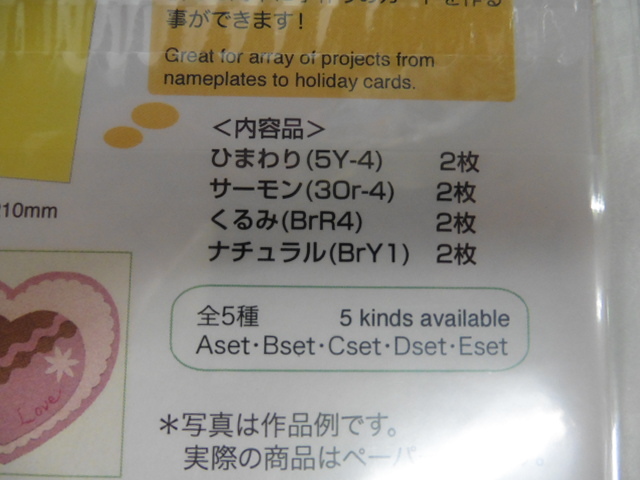 事ができます!
Great for array of projects from
nameplates to holiday cards.
<内容品>
ひまわり(5Y-4) 2枚
サーモン(3Or-4) 2枚
くるみ(BrR4) 2枚
ナチュラル(BrY1) 2枚
10mm
全5種 5 kinds available
Aset・Bset・Cset・Dset・Eset
Love
*写真は作品例です。
実際の商品はペーパ